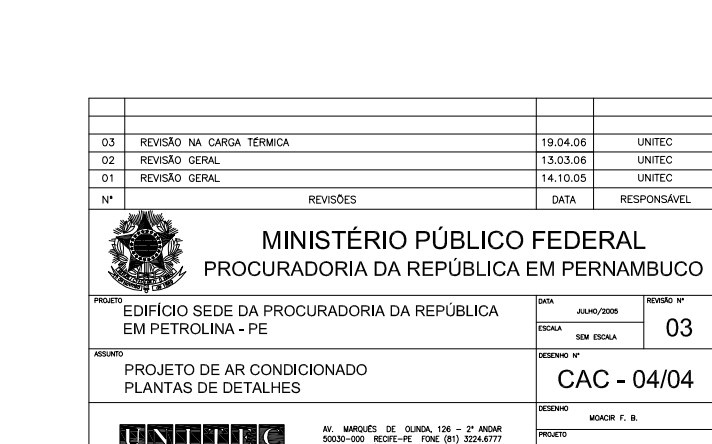 03 REVISÃO NA CARGA TÉRMICA 19.04.06 UNITEC
02 REVISÃO GERAL 13.03.06 UNITEC
01 REVISÃO GERAL 14.10.05 UNITEC
N° REVISÕES DATA RESPONSÁVEL
MINISTÉRIO PÚBLICO FEDERAL
PROCURADORIA DA REPÚBLICA EM PERNAMBUCO
PROJETO
EDIFÍCIO SEDE DA PROCURADORIA DA REPÚBLICA
EM PETROLINA - PE
DATA
JULHO/2005
ESCALA
SEM ESCALA
REVISÃO N°
03
ASSUNTO
PROJETO DE AR CONDICIONADO
PLANTAS DE DETALHES
DESENHO N°
CAC - 04/04
UNITEC
AV. MARQUÊS DE OLINDA, 126 - 2° ANDAR
50030-000 RECIFE-PE FONE (81) 3224.6777
DESENHO
MOACIR F. B.
PROJETO